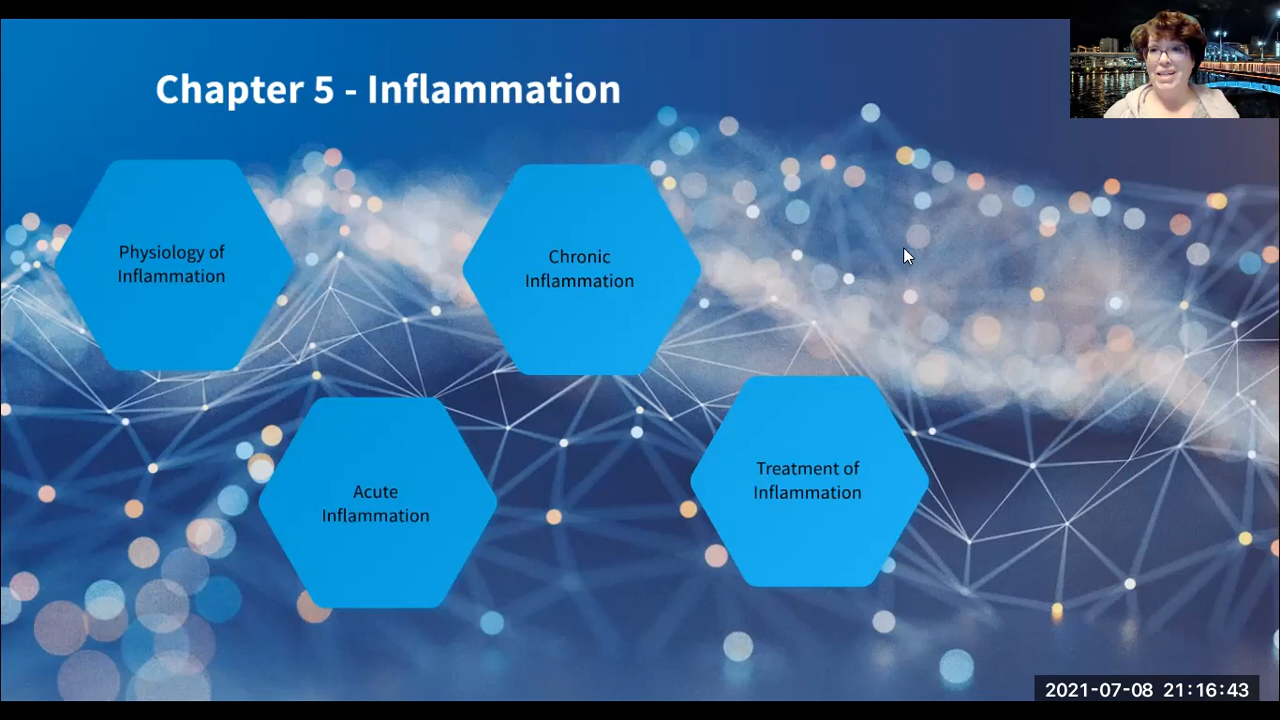 Chapter 5 - Inflammation
Physiology of
Inflammation
Chronic
Inflammation
Acute
Inflammation
Treatment of
Inflammation
2021-07-08 21:16:43